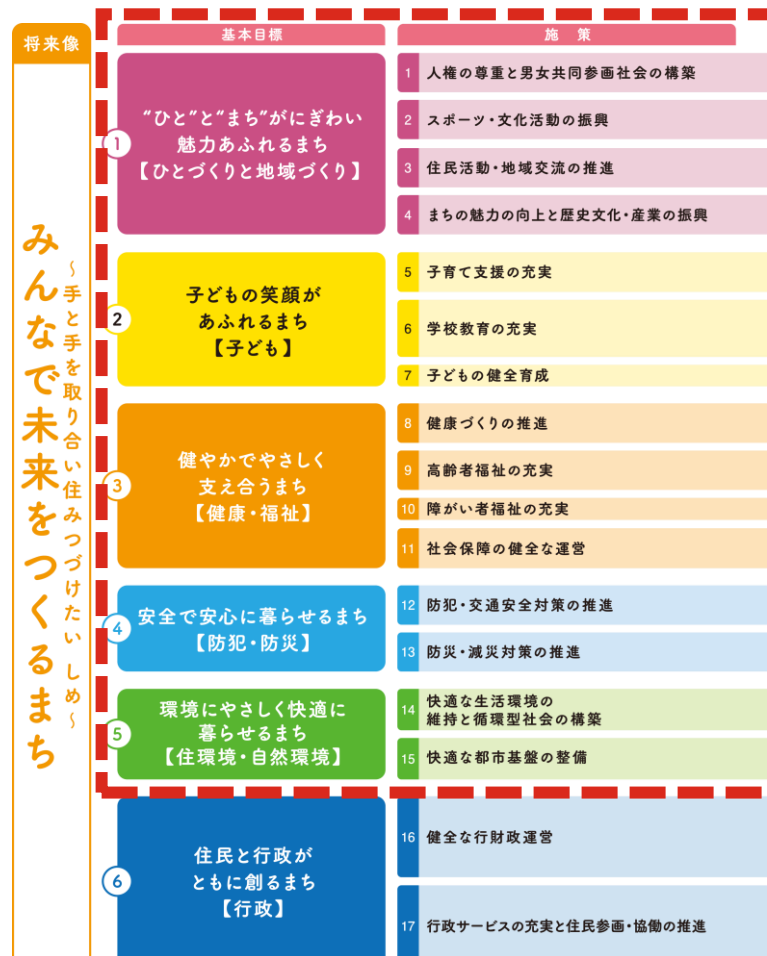 将来像
みんなで未来をつくるまち
～手と手を取り合い住みつづけたい しめ～
基本目標
施 策
1
“ひと”と“まち”がにぎわい
魅力あふれるまち
【ひとづくりと地域づくり】
1 人権の尊重と男女共同参画社会の構築
2 スポーツ・文化活動の振興
3 住民活動・地域交流の推進
4 まちの魅力の向上と歴史文化・産業の振興
2
子どもの笑顔が
あふれるまち
【子ども】
5 子育て支援の充実
6 学校教育の充実
7 子どもの健全育成
3
健やかでやさしく
支え合うまち
【健康・福祉】
8 健康づくりの推進
9 高齢者福祉の充実
10 障がい者福祉の充実
11 社会保障の健全な運営
4
安全で安心に暮らせるまち
【防犯・防災】
12 防犯・交通安全対策の推進
13 防災・減災対策の推進
5
環境にやさしく快適に
暮らせるまち
【住環境・自然環境】
14 快適な生活環境の
維持と循環型社会の構築
15 快適な都市基盤の整備
6
住民と行政が
ともに創るまち
【行政】
16 健全な行財政運営
17 行政サービスの充実と住民参画・協働の推進